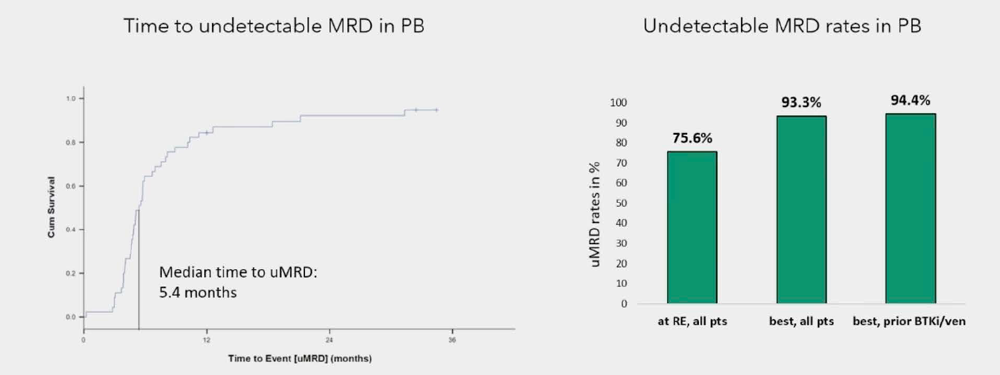 Time to undetectable MRD in PB
Cum Survival
1.0
0.8
0.6
0.4
0.2
0.0
Median time to uMRD:
5.4 months
0 12 24 36
Time to Event [uMRD] (months)
Undetectable MRD rates in PB
uMRD rates in %
100
90
80
70
60
50
40
30
20
10
0
75.6%
93.3%
94.4%
at RE, all pts
best, all pts
best, prior BTKi/ven